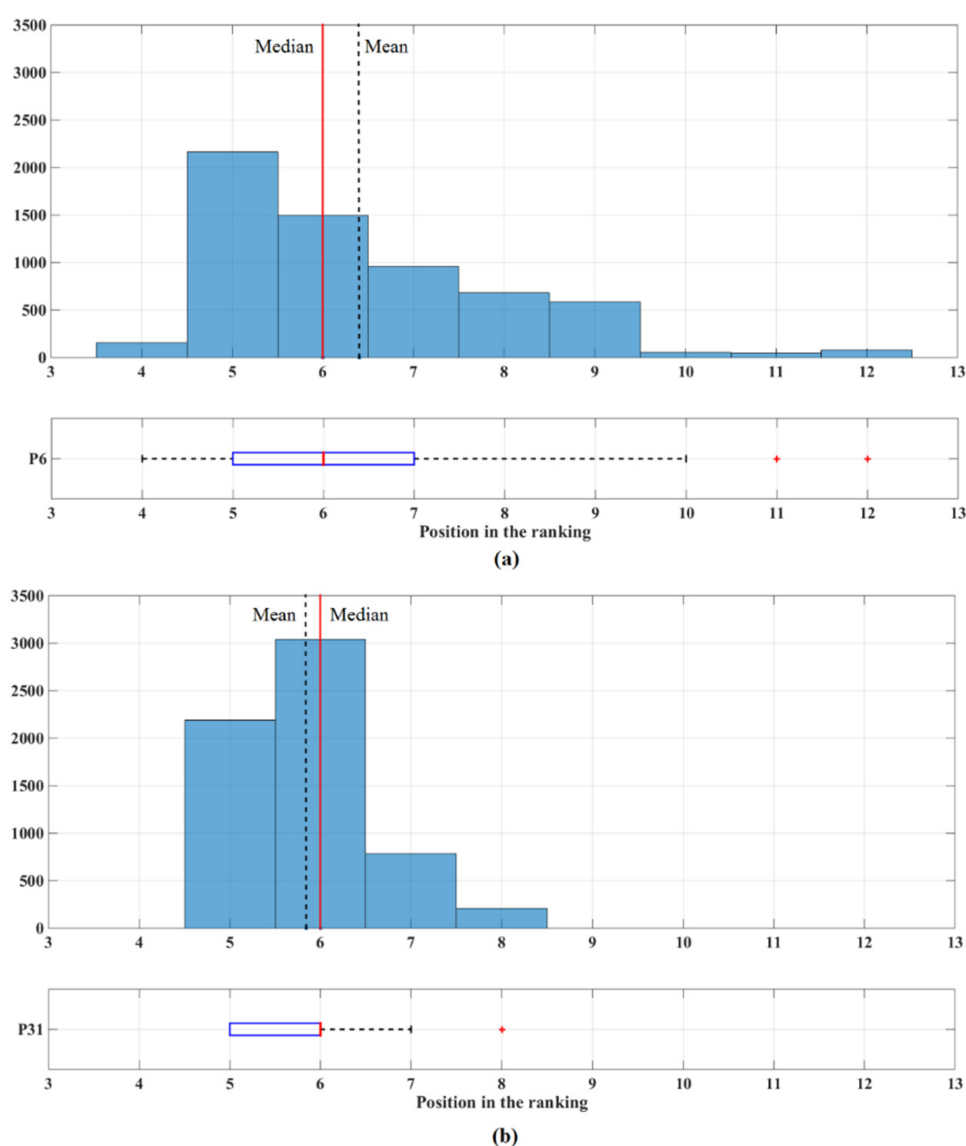 3500
Median Mean
3000
2500
2000
1500
1000
500
0
3 4 5 6 7 8 9 10 11 12 13
P6
3 4 5 6 7 8 9 10 11 12 13
Position in the ranking
(a)
3500
Mean Median
3000
2500
2000
1500
1000
500
0
3 4 5 6 7 8 9 10 11 12 13
P31
3 4 5 6 7 8 9 10 11 12 13
Position in the ranking
(b)